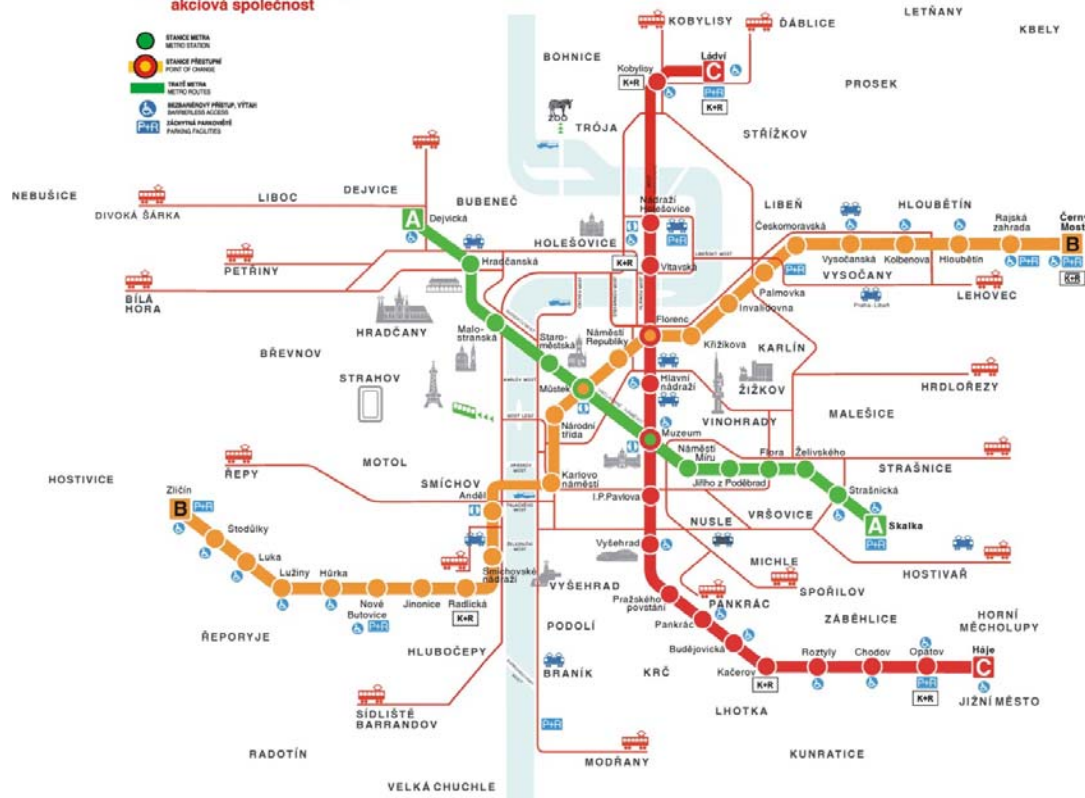 akciová společnost
STANICE METRA
METRO STATION
STANICE PŘESTUPNÍ
POINT OF CHANGE
TRATĚ METRA
METRO ROUTES
BEZBARIÉROVÝ PŘÍSTUP, VÝTAH
BARRIERLESS ACCESS
P+R
ZÁCHYTNÁ PARKOVIŠTĚ
PARKING FACILITIES
LETŇANY
KBELY
KOBYLISY
ĎÁBLICE
BOHNICE
Ládví
C
Kobylisy
K+R
P+R
K+R
PROSEK
ZOO
TRÓJA
STŘÍŽKOV
NEBUŠICE
DIVOKÁ ŠÁRKA
LIBOC
DEJVICE
BUBENEČ
A
Dejvická
Nádraží
Holešovice
P+R
LIBEŇ
HLOUBĚTÍN
Českomoravská
Rajská
zahrada
Černý
Most
B
HOLEŠOVICE
Hradčanská
PETŘINY
K+R
Vltavská
P+R
Vysočanská
Kolbenova
Hloubětín
P+R
P+R
K+R
VYSOČANY
Palmovka
LEHOVEC
BÍLÁ
HORA
Invalidovna
Praha-Libeň
HRADČANY
Malo-
stranská
Staro-
městská
Náměstí
Republiky
Florenc
Křižíkova
KARLÍN
BŘEVNOV
STRAHOV
Můstek
Hlavní
nádraží
ŽIŽKOV
HRDLOŘEZY
MALEŠICE
Národní
třída
VINOHRADY
Muzeum
MOTOL
ŘEPY
SMÍCHOV
Karlovo
náměstí
Náměstí
Míru
Jiřího z Poděbrad
Flora
Želivského
STRAŠNICE
HOSTIVICE
Zličín
B
P+R
Anděl
I.P.Pavlova
Strašnická
VRŠOVICE
NUSLE
A
Skalka
P+R
Stodůlky
Luka
Vyšehrad
MICHLE
HOSTIVAŘ
Lužiny
Hůrka
Nové
Butovice
P+R
Jinonice
Radlická
K+R
Smíchovské
nádraží
VYŠEHRAD
Pražského
povstání
PANKRÁC
SPOŘILOV
ŘEPORYJE
HLUBOČEPY
PODOLÍ
Pankrác
Budějovická
ZÁBĚHLICE
HORNÍ
MĚCHOLUPY
BRANÍK
KRČ
Kačerov
K+R
Roztyly
Chodov
Opatov
P+R
K+R
Háje
C
JIŽNÍ MĚSTO
SÍDLIŠTĚ
BARRANDOV
LHOTKA
P+R
RADOTÍN
MODŘANY
KUNRATICE
VELKÁ CHUCHLE